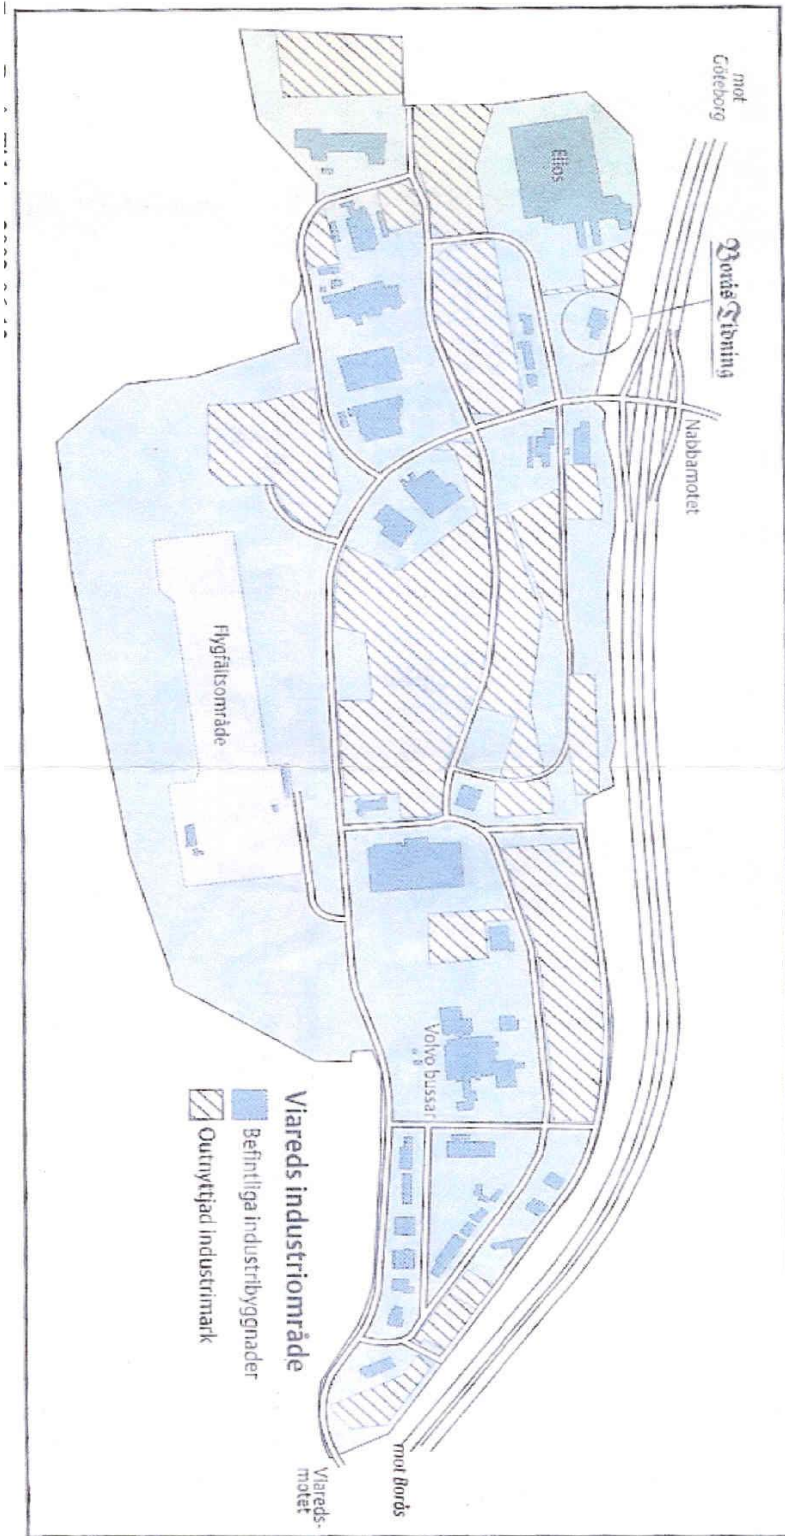 mot
Göteborg
Borås Tidning
Nabbamotet
Ellos
Flygfältsområde
Volvo bussar
Viareds industriområde
Befintliga industribyggnader
Outnyttjad industrimark
mot Borås
Viareds-
motet